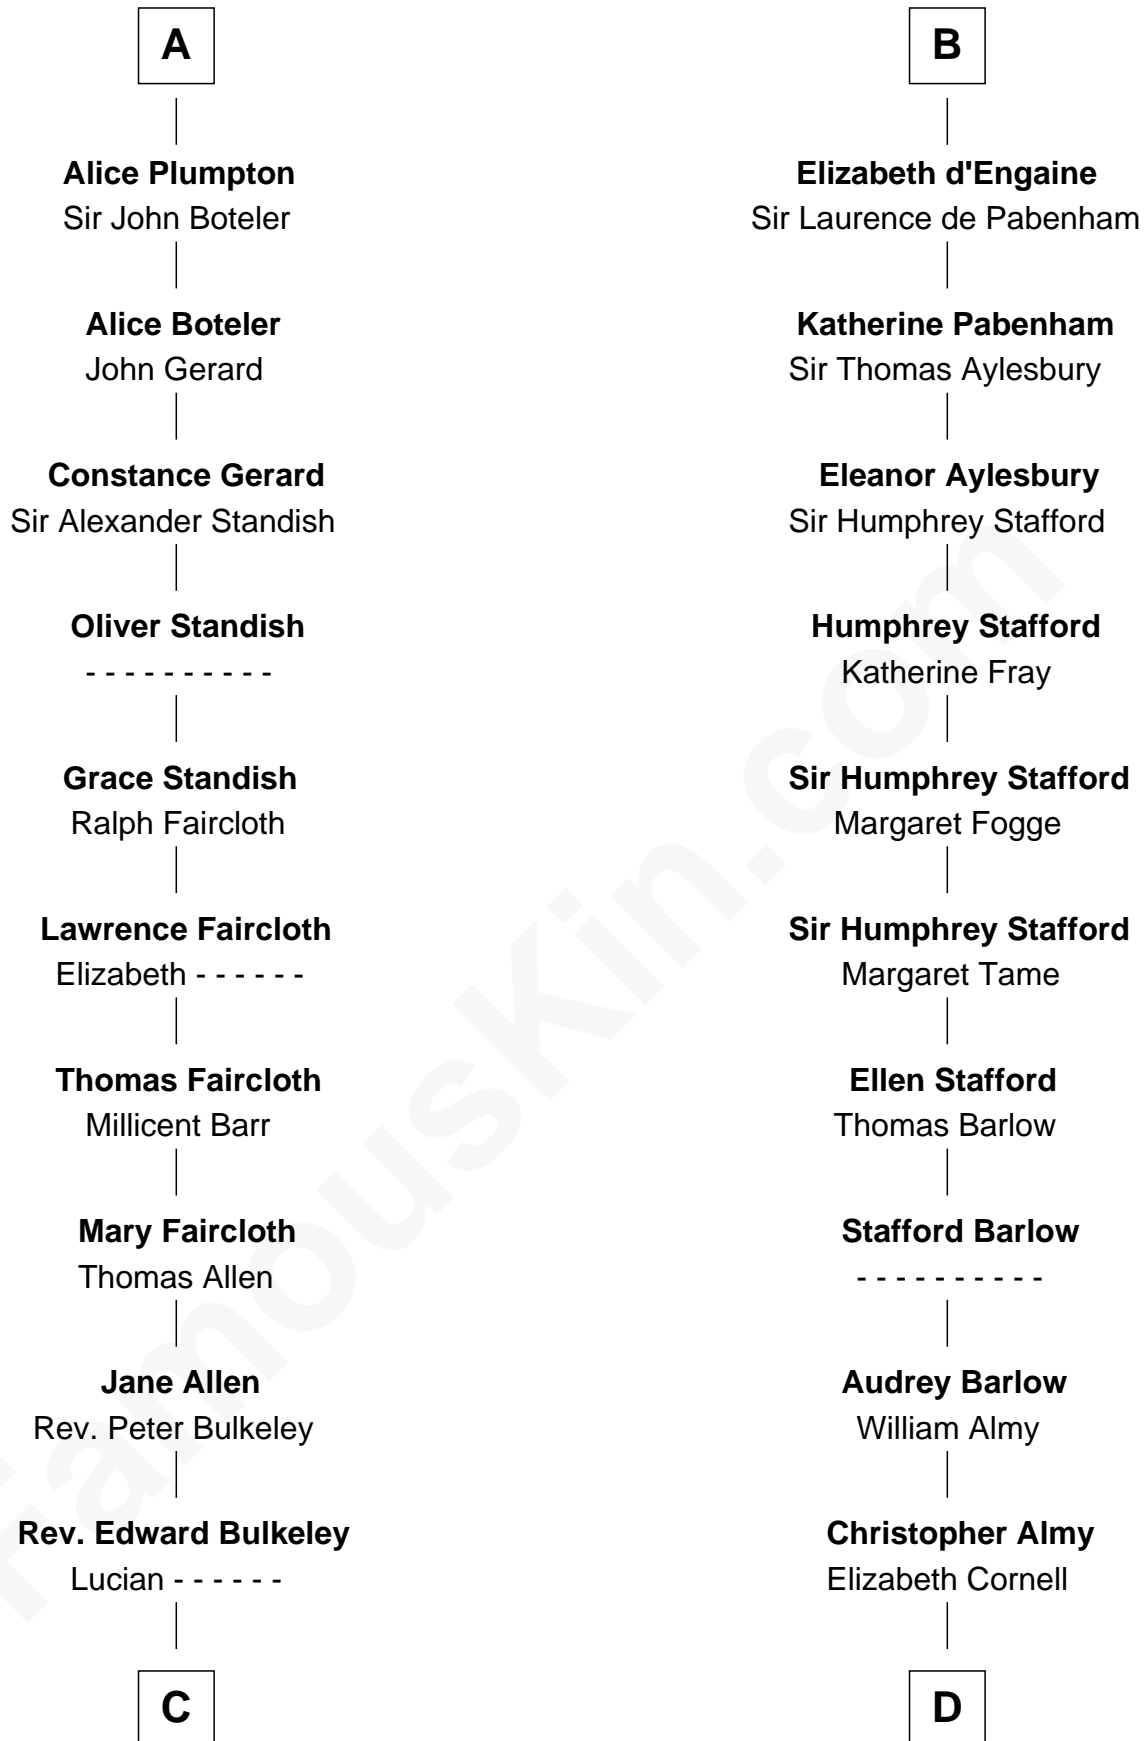 A
Alice Plumpton
Sir John Boteler
Alice Boteler
John Gerard
Constance Gerard
Sir Alexander Standish
Oliver Standish
- - - - - - - - - -
Grace Standish
Ralph Faircloth
Lawrence Faircloth
Elizabeth - - - - - -
Thomas Faircloth
Millicent Barr
Mary Faircloth
Thomas Allen
Jane Allen
Rev. Peter Bulkeley
Rev. Edward Bulkeley
Lucian - - - - - -
C
B
Elizabeth d'Engaine
Sir Laurence de Pabenham
Katherine Pabenham
Sir Thomas Aylesbury
Eleanor Aylesbury
Sir Humphrey Stafford
Humphrey Stafford
Katherine Fray
Sir Humphrey Stafford
Margaret Fogge
Sir Humphrey Stafford
Margaret Tame
Ellen Stafford
Thomas Barlow
Stafford Barlow
- - - - - - - - - -
Audrey Barlow
William Almy
Christopher Almy
Elizabeth Cornell
D
FamousKin.com